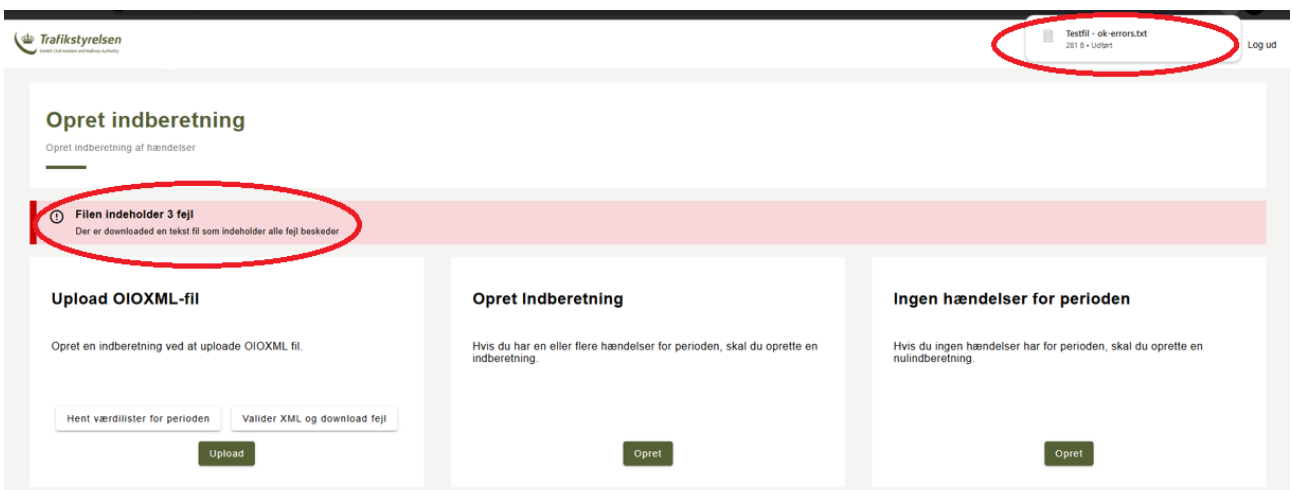 Trafikstyrelsen
Testfil - ok-errors.txt
281 B • Udført
Log ud
Opret indberetning
Opret indberetning af hændelser
Filen indeholder 3 fejl
Der er downloaded en tekst fil som indeholder alle fejl beskeder
Upload OIOXML-fil
Opret en indberetning ved at uploade OIOXML fil.
Hent værdilister for perioden
Valider XML og download fejl
Upload
Opret Indberetning
Hvis du har en eller flere hændelser for perioden, skal du oprette en
indberetning.
Opret
Ingen hændelser for perioden
Hvis du ingen hændelser har for perioden, skal du oprette en
nulindberetning.
Opret